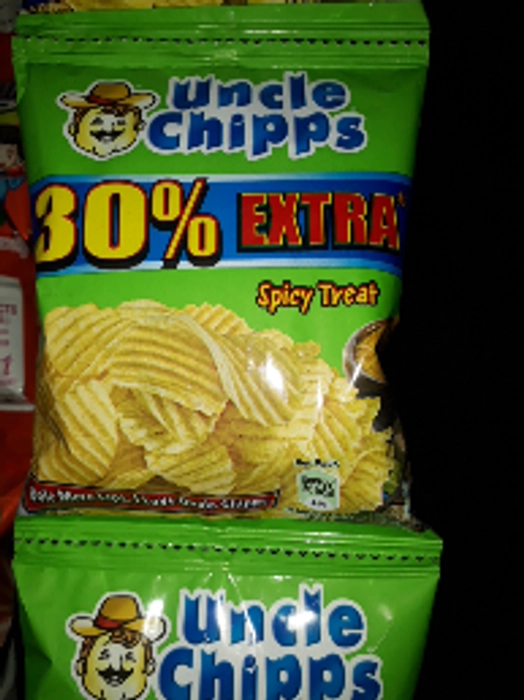 Uncle
Chipps
30% EXTRA*
Spicy Treat
Uncle
Chipps